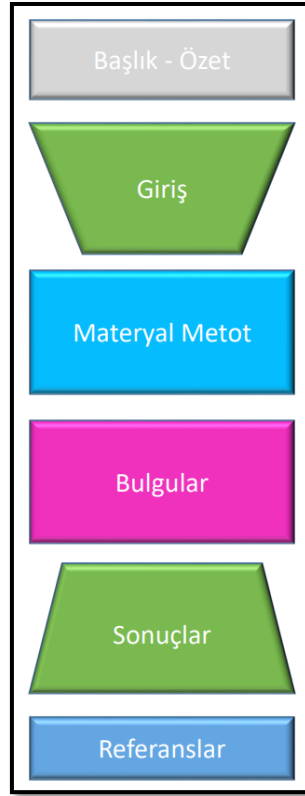 Başlık - Özet
Giriş
Materyal Metot
Bulgular
Sonuçlar
Referanslar